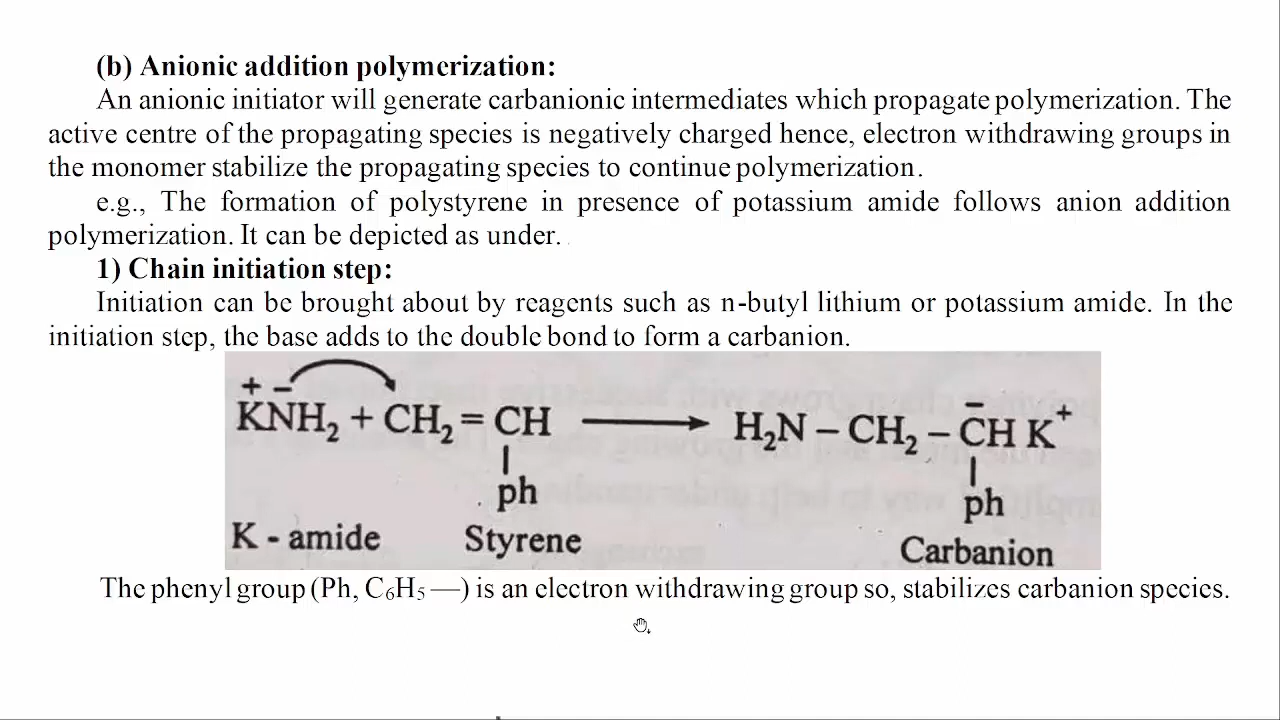 (b) Anionic addition polymerization:
An anionic initiator will generate carbanionic intermediates which propagate polymerization. The
active centre of the propagating species is negatively charged hence, electron withdrawing groups in
the monomer stabilize the propagating species to continue polymerization.
e.g., The formation of polystyrene in presence of potassium amide follows anion addition
polymerization. It can be depicted as under.
1) Chain initiation step:
Initiation can be brought about by reagents such as n-butyl lithium or potassium amide. In the
initiation step, the base adds to the double bond to form a carbanion.
+ − − +
KNH₂ + CH₂ = CH ⟶ H₂N – CH₂ – CH K
| |
ph ph
K - amide Styrene Carbanion
The phenyl group (Ph, C₆H₅ —) is an electron withdrawing group so, stabilizes carbanion species.